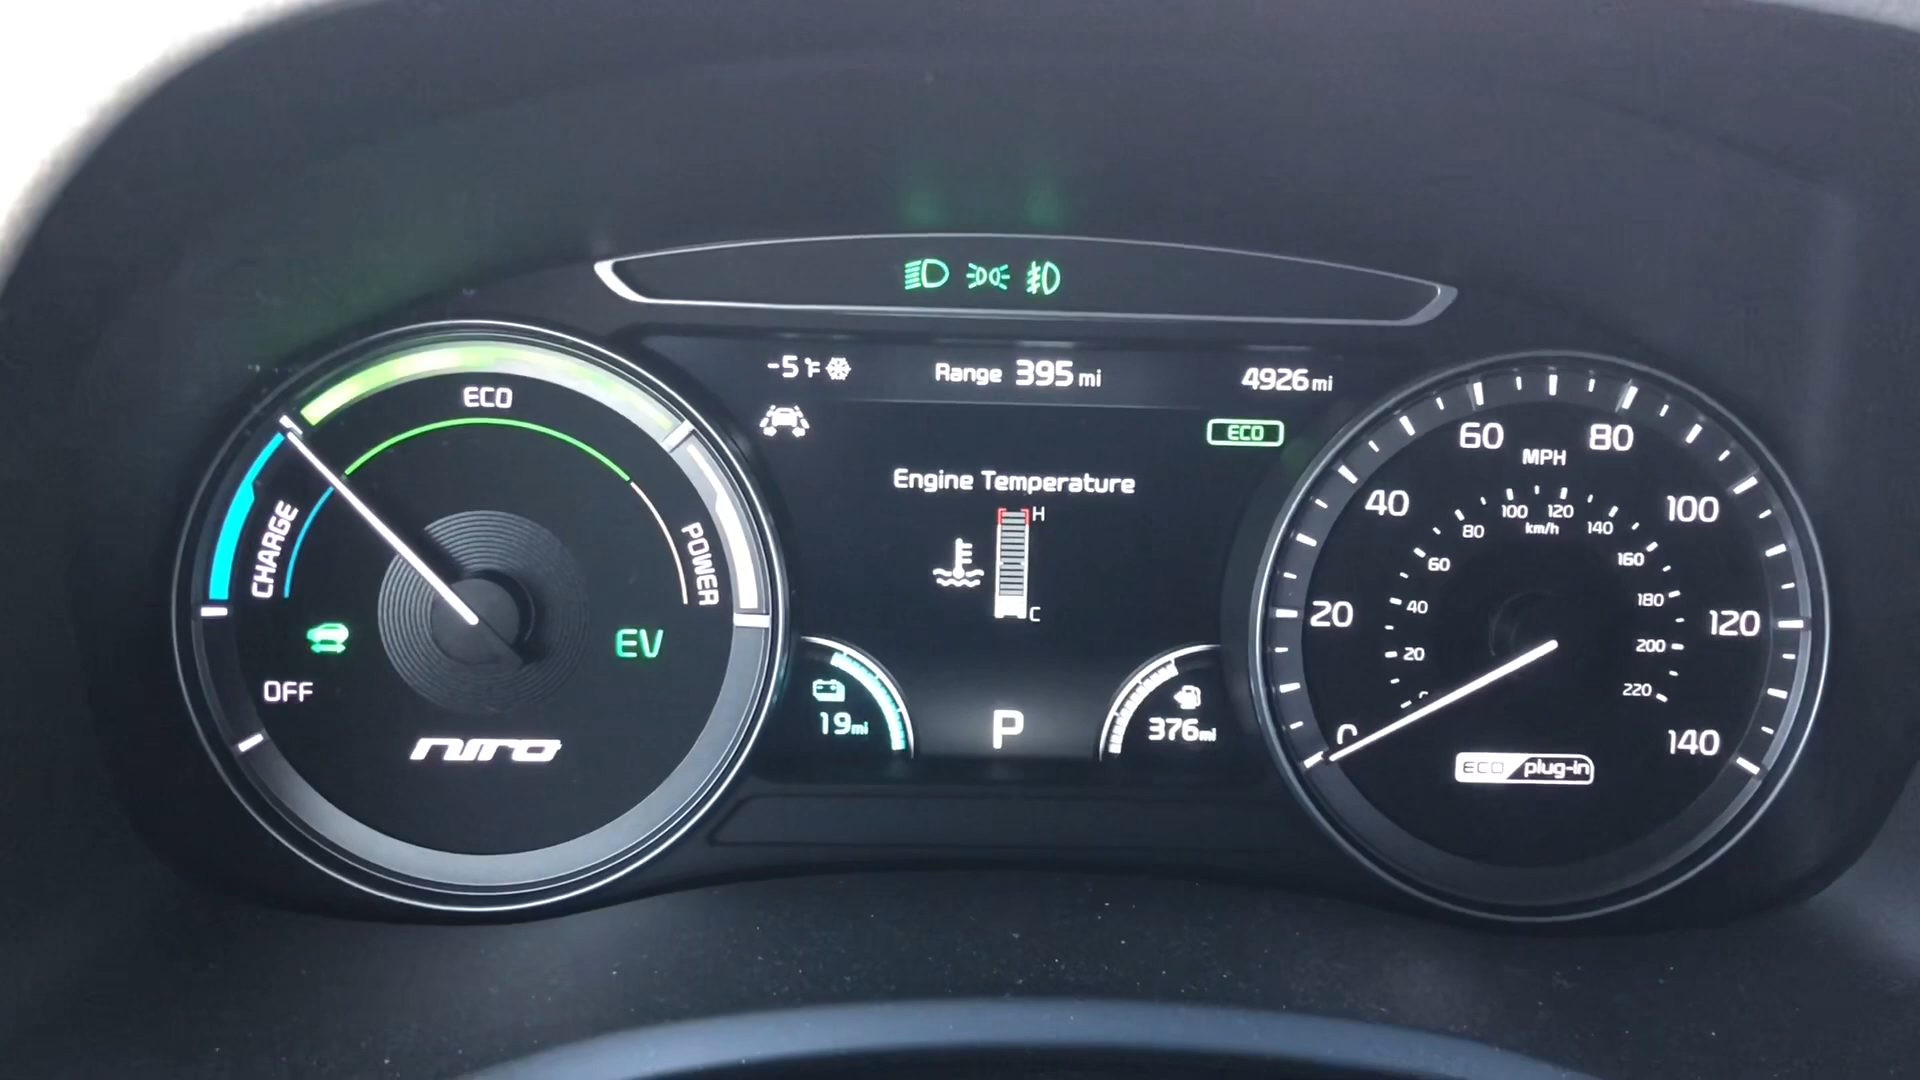 -5°F
Range 395 mi
4926 mi
ECO
ECO
Engine Temperature
H
C
CHARGE
POWER
EV
OFF
NIRO
19mi
P
376mi
0
20
40
60
80
100
120
140
MPH
20
40
60
80
100
120
140
160
180
200
220
km/h
ECO plug-in